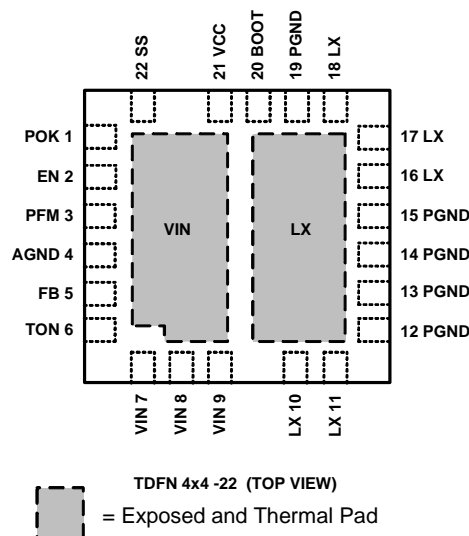 22 SS
21 VCC
20 BOOT
19 PGND
18 LX
POK 1
EN 2
PFM 3
AGND 4
FB 5
TON 6
VIN
LX
17 LX
16 LX
15 PGND
14 PGND
13 PGND
12 PGND
VIN 7
VIN 8
VIN 9
LX 10
LX 11
TDFN 4x4 -22 (TOP VIEW)
= Exposed and Thermal Pad